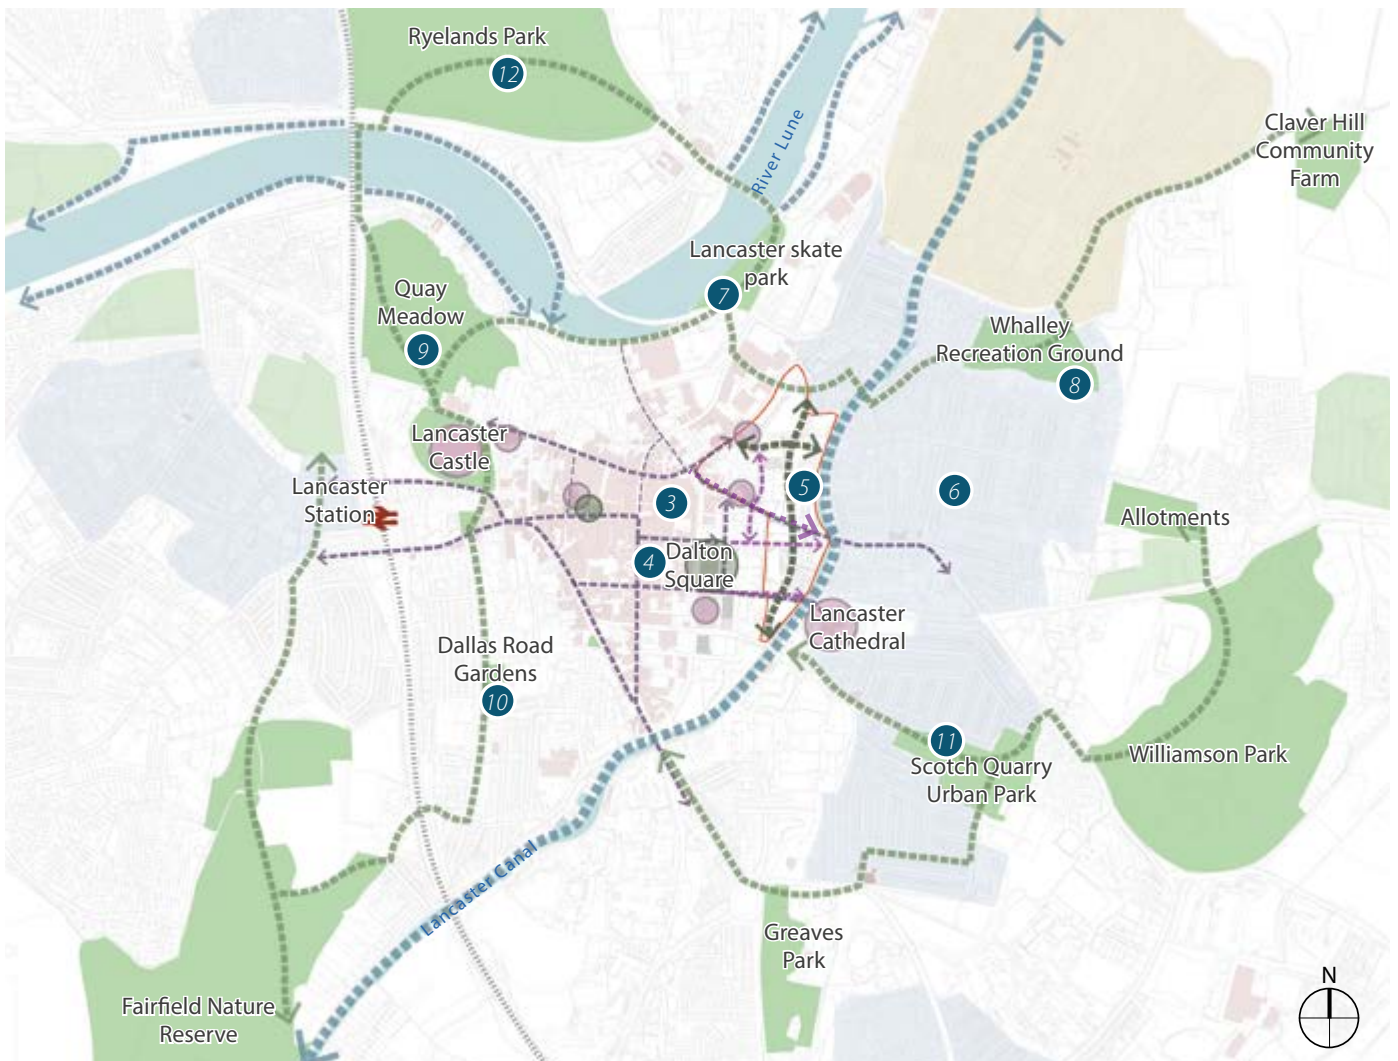 Ryelands Park
12
River Lune
Claver Hill
Community
Farm
Lancaster skate
park
7
Quay
Meadow
9
Whalley
Recreation Ground
8
Lancaster
Castle
Lancaster
Station
3
5
6
Allotments
4
Dalton
Square
Lancaster
Cathedral
Dallas Road
Gardens
10
11
Scotch Quarry
Urban Park
Williamson Park
Lancaster Canal
Greaves
Park
Fairfield Nature
Reserve
N